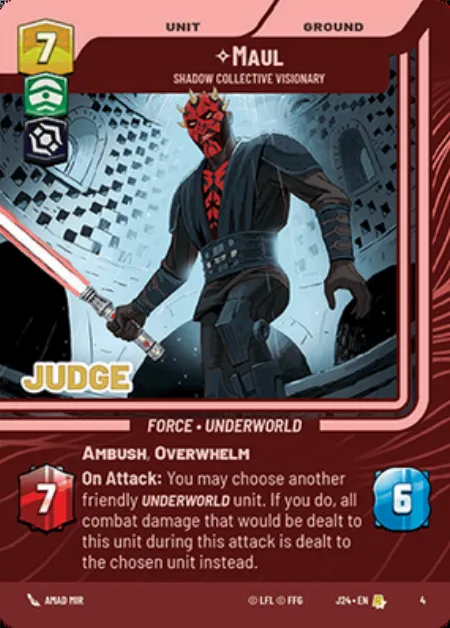 UNIT
GROUND
7
✧MAUL
SHADOW COLLECTIVE VISIONARY
JUDGE
FORCE • UNDERWORLD
AMBUSH, OVERWHELM
On Attack: You may choose another
friendly UNDERWORLD unit. If you do, all
combat damage that would be dealt to
this unit during this attack is dealt to
the chosen unit instead.
7
6
AMAD MIR
© LFL © FFG
J24•EN
4